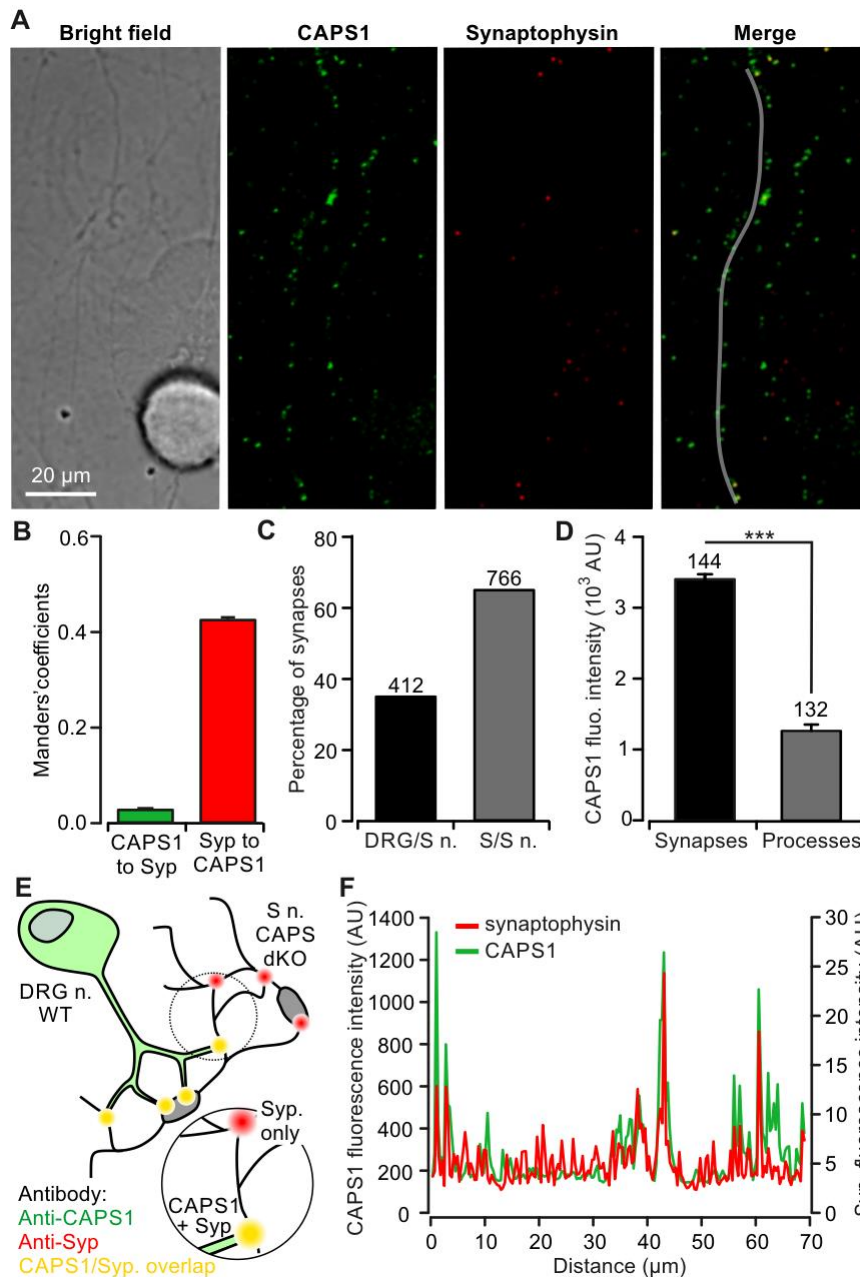 A
Bright field CAPS1 Synaptophysin Merge
20 µm
B
Manders'coefficients
0.6
0.4
0.2
0.0
CAPS1 to Syp
Syp to CAPS1
C
Percentage of synapses
80
60
40
20
0
412
766
DRG/S n.
S/S n.
D
CAPS1 fluo. intensity (10³ AU)
4
3
2
1
0
144
***
132
Synapses
Processes
E
DRG n.
WT
S n.
CAPS
dKO
Syp.
only
CAPS1
+ Syp
Antibody:
Anti-CAPS1
Anti-Syp
CAPS1/Syp. overlap
F
CAPS1 fluorescence intensity (AU)
1400
1200
1000
800
600
400
200
0
synaptophysin
CAPS1
30
25
20
15
10
5
0
0 10 20 30 40 50 60 70
Distance (µm)